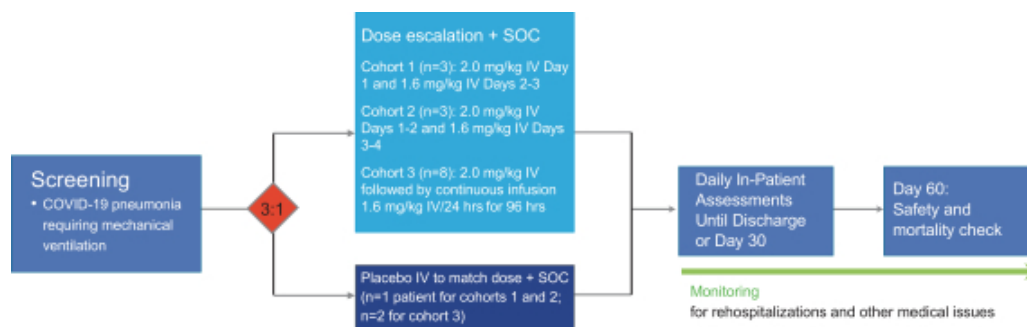 Screening
• COVID-19 pneumonia
requiring mechanical
ventilation
3:1
Dose escalation + SOC
Cohort 1 (n=3): 2.0 mg/kg IV Day
1 and 1.6 mg/kg IV Days 2-3
Cohort 2 (n=3): 2.0 mg/kg IV
Days 1-2 and 1.6 mg/kg IV Days
3-4
Cohort 3 (n=8): 2.0 mg/kg IV
followed by continuous infusion
1.6 mg/kg IV/24 hrs for 96 hrs
Placebo IV to match dose + SOC
(n=1 patient for cohorts 1 and 2;
n=2 for cohort 3)
Daily In-Patient
Assessments
Until Discharge
or Day 30
Day 60:
Safety and
mortality check
Monitoring
for rehospitalizations and other medical issues